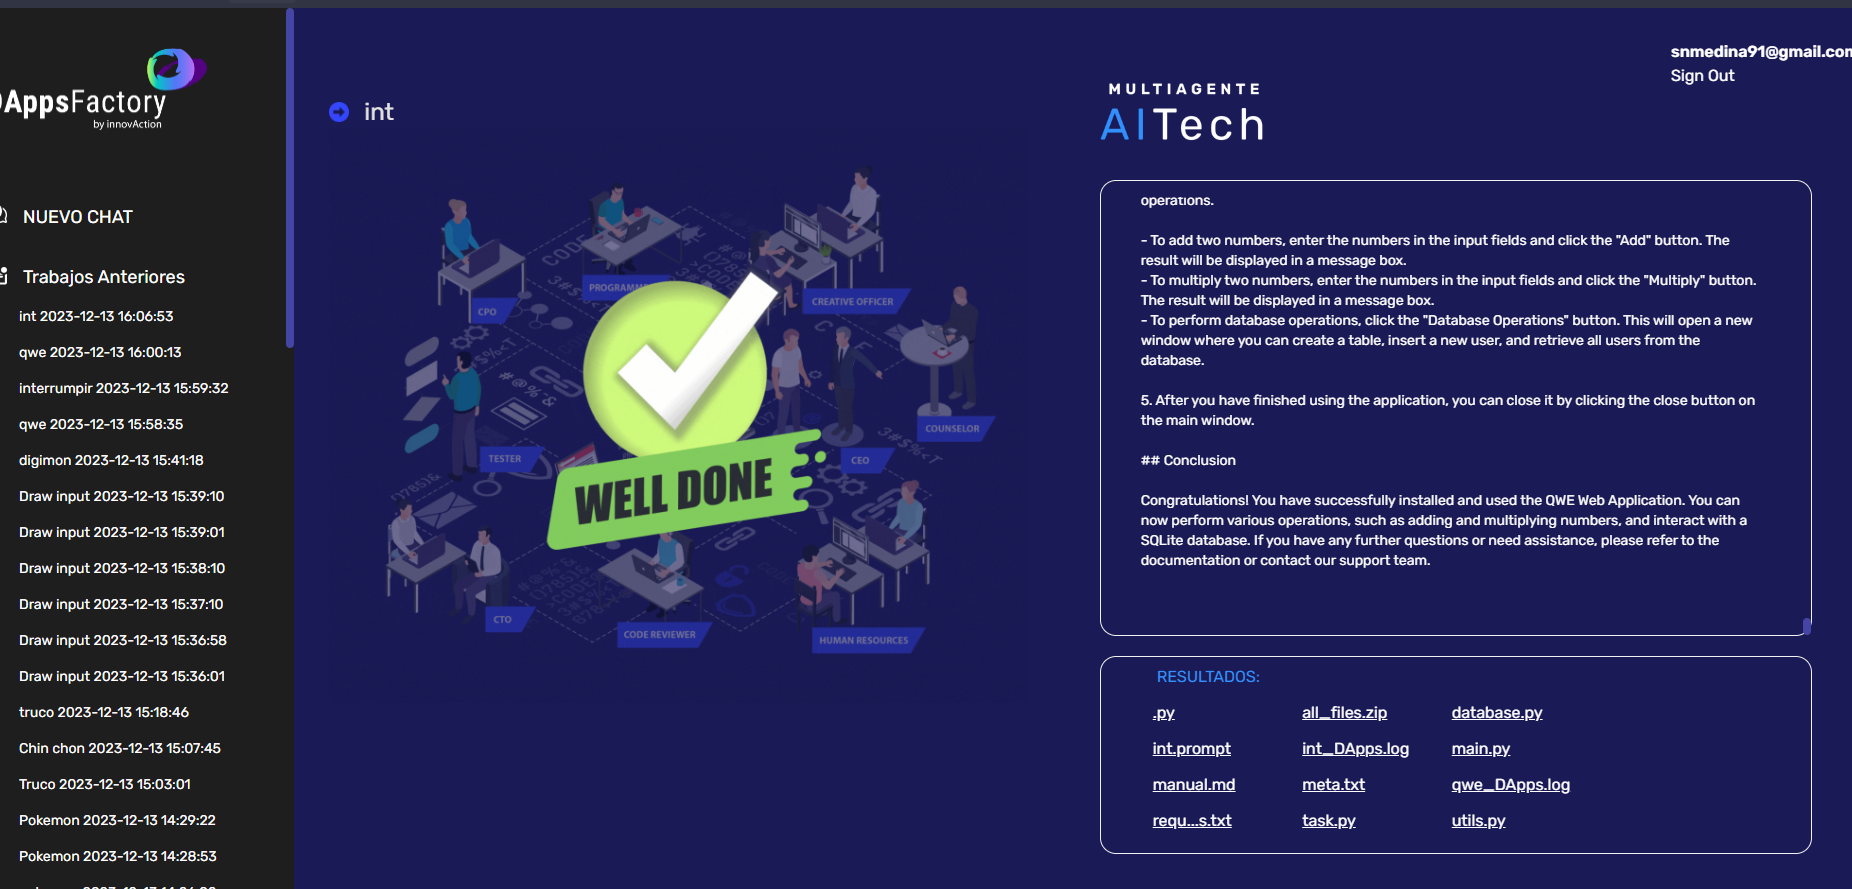 AppsFactory
by innovAction
NUEVO CHAT
Trabajos Anteriores
int 2023-12-13 16:06:53
qwe 2023-12-13 16:00:13
interrumpir 2023-12-13 15:59:32
qwe 2023-12-13 15:58:35
digimon 2023-12-13 15:41:18
Draw input 2023-12-13 15:39:10
Draw input 2023-12-13 15:39:01
Draw input 2023-12-13 15:38:10
Draw input 2023-12-13 15:37:10
Draw input 2023-12-13 15:36:58
Draw input 2023-12-13 15:36:01
truco 2023-12-13 15:18:46
Chin chon 2023-12-13 15:07:45
Truco 2023-12-13 15:03:01
Pokemon 2023-12-13 14:29:22
Pokemon 2023-12-13 14:28:53
int
CPO
PROGRAMM
CREATIVE OFFICER
COUNSELOR
TESTER
CEO
WELL DONE
CTO
CODE REVIEWER
HUMAN RESOURCES
snmedina91@gmail.com
Sign Out
MULTIAGENTE
AITech
operations.
- To add two numbers, enter the numbers in the input fields and click the "Add" button. The
result will be displayed in a message box.
- To multiply two numbers, enter the numbers in the input fields and click the "Multiply" button.
The result will be displayed in a message box.
- To perform database operations, click the "Database Operations" button. This will open a new
window where you can create a table, insert a new user, and retrieve all users from the
database.
5. After you have finished using the application, you can close it by clicking the close button on
the main window.
## Conclusion
Congratulations! You have successfully installed and used the QWE Web Application. You can
now perform various operations, such as adding and multiplying numbers, and interact with a
SQLite database. If you have any further questions or need assistance, please refer to the
documentation or contact our support team.
RESULTADOS:
.py all_files.zip database.py
int.prompt int_DApps.log main.py
manual.md meta.txt qwe_DApps.log
requ...s.txt task.py utils.py